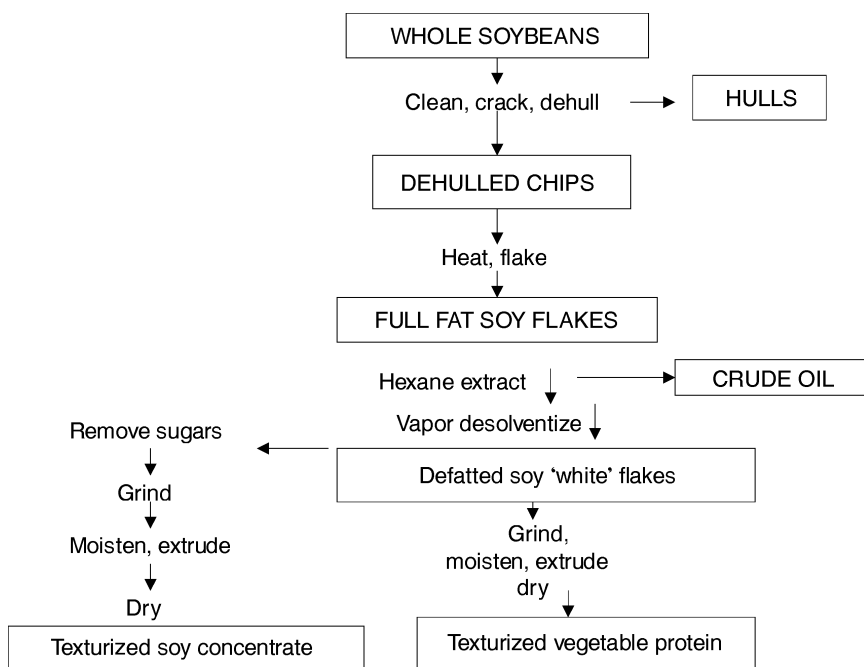 WHOLE SOYBEANS
Clean, crack, dehull
HULLS
DEHULLED CHIPS
Heat, flake
FULL FAT SOY FLAKES
Hexane extract
CRUDE OIL
Vapor desolventize
Remove sugars
Defatted soy ‘white’ flakes
Grind
Grind,
Moisten, extrude
moisten, extrude
dry
Dry
Texturized soy concentrate
Texturized vegetable protein